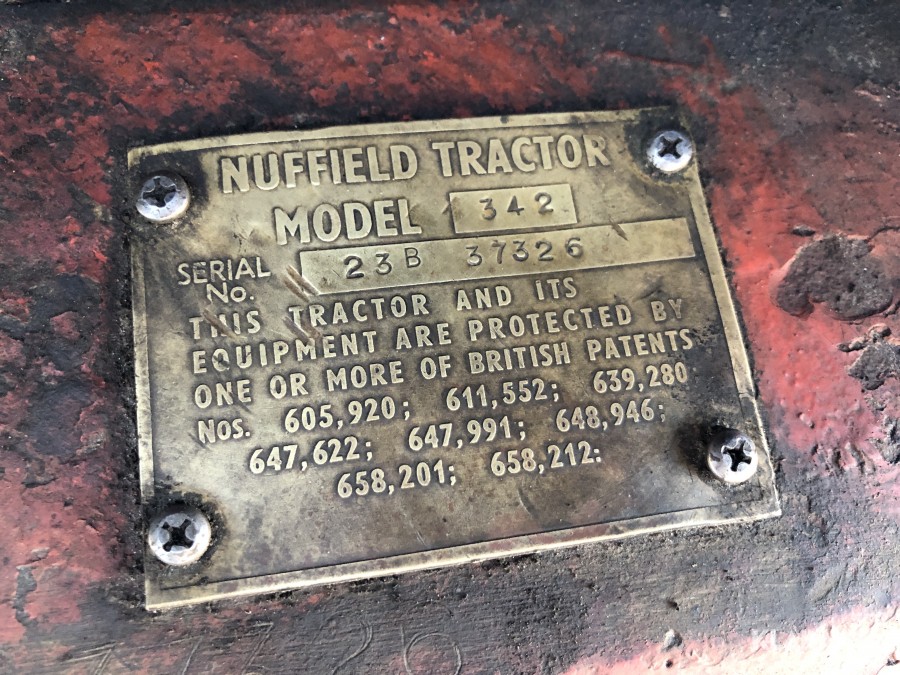 NUFFIELD TRACTOR
MODEL 342
SERIAL No. 23B 37326
THIS TRACTOR AND ITS
EQUIPMENT ARE PROTECTED BY
ONE OR MORE OF BRITISH PATENTS
Nos. 605,920; 611,552; 639,280
647,622; 647,991; 648,946;
658,201; 658,212: